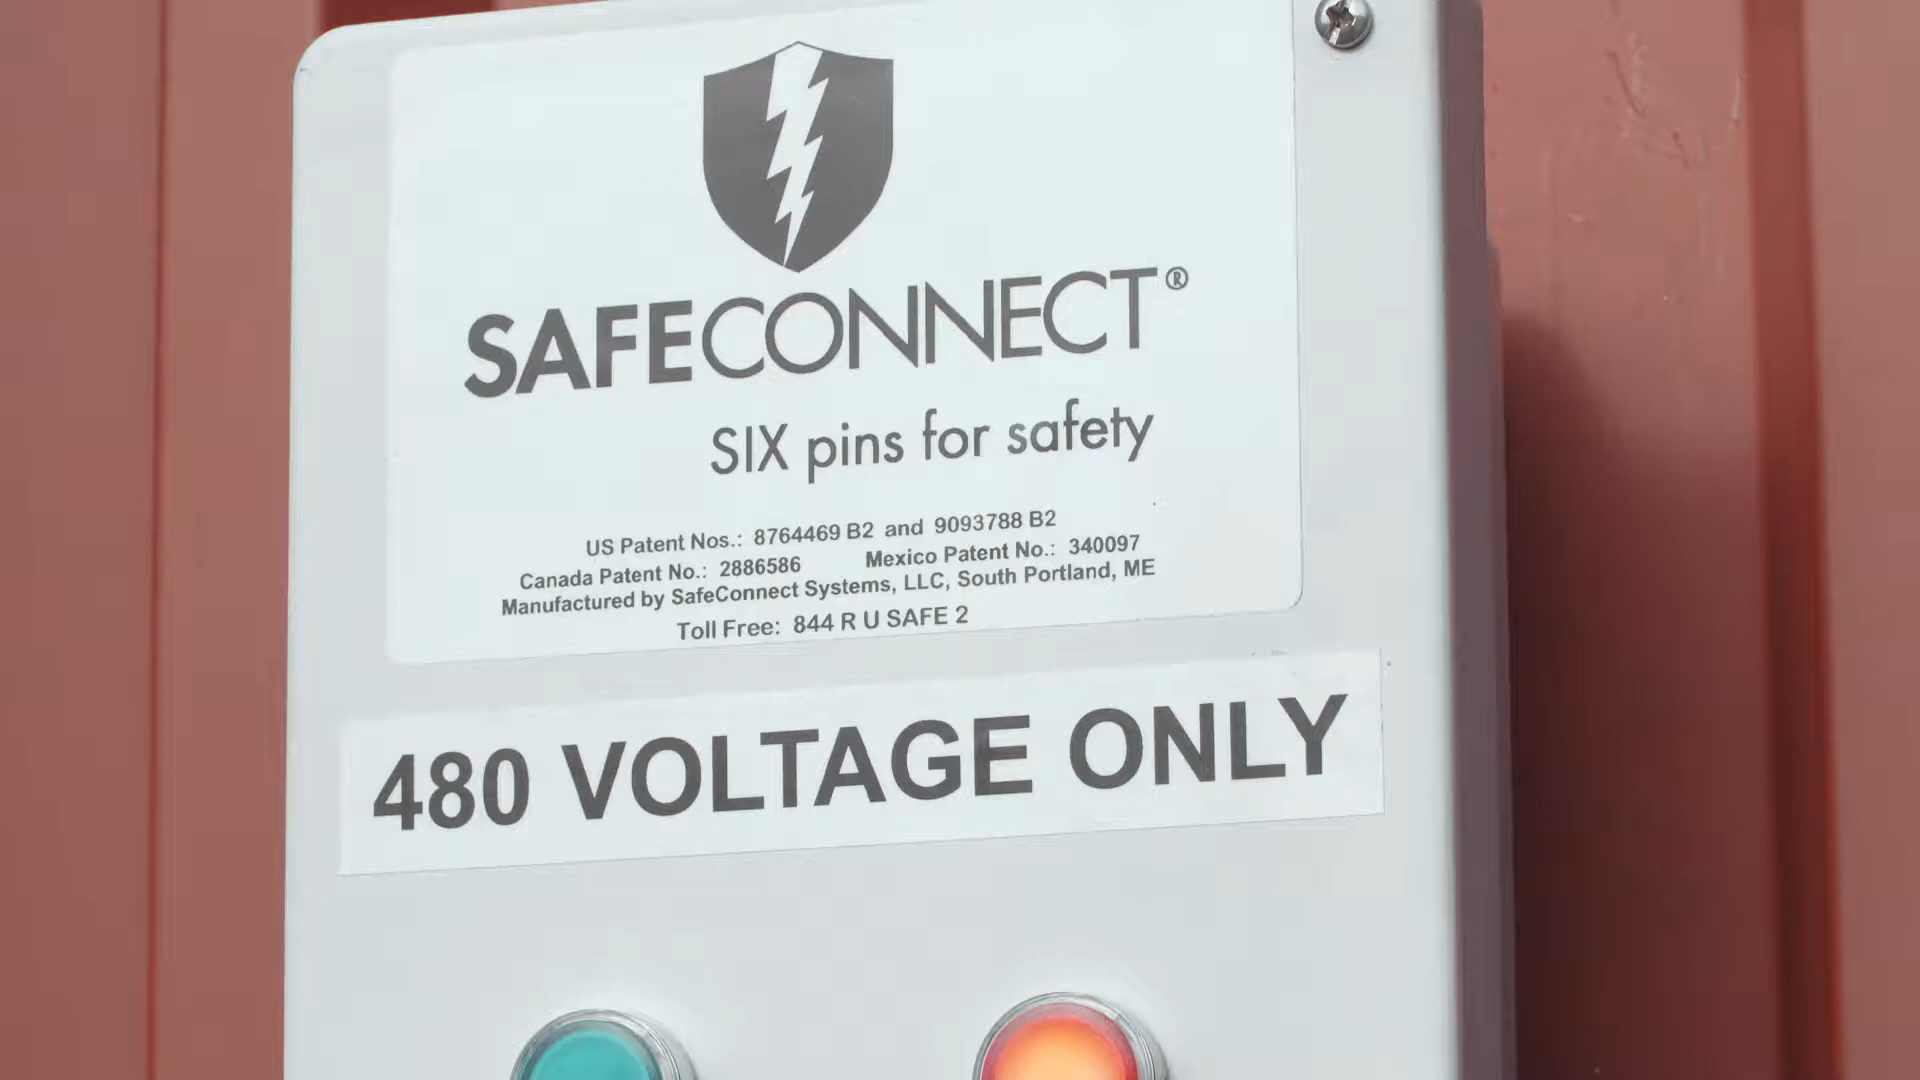 SAFECONNECT®
SIX pins for safety
US Patent Nos.: 8764469 B2 and 9093788 B2
Canada Patent No.: 2886586 Mexico Patent No.: 340097
Manufactured by SafeConnect Systems, LLC, South Portland, ME
Toll Free: 844 R U SAFE 2
480 VOLTAGE ONLY